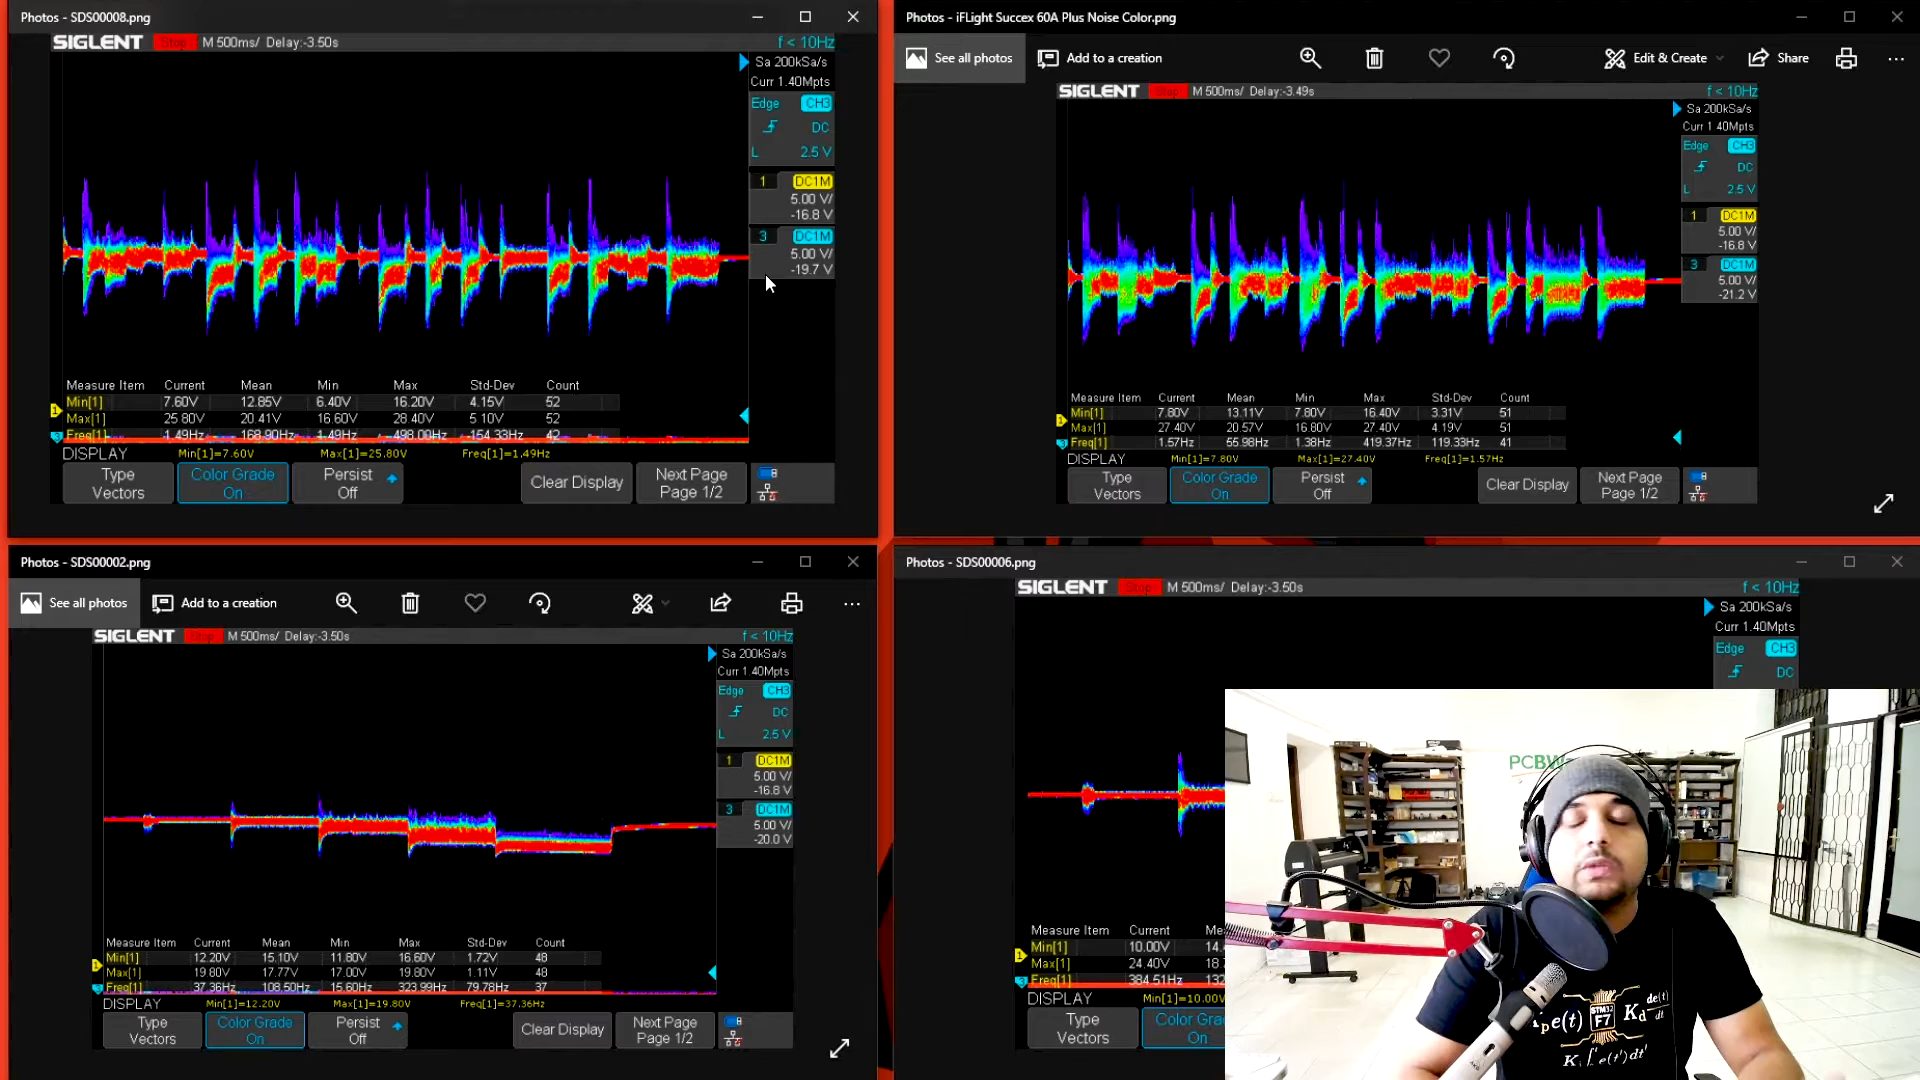 Photos - SDS00008.png
SIGLENT Stop M 500ms/ Delay:-3.50s f < 10Hz
Sa 200kSa/s
Curr 1.40Mpts
Edge CH3
DC
L 2.5 V
1 DC1M
5.00 V/
-16.8 V
3 DC1M
5.00 V/
-19.7 V
Measure Item Current Mean Min Max Std-Dev Count
Min[1] 7.60V 12.85V 6.40V 16.20V 4.15V 52
Max[1] 25.80V 20.41V 16.60V 28.40V 5.10V 52
Freq[1] 1.49Hz 168.90Hz 1.49Hz 498.00Hz 154.33Hz 42
DISPLAY Min[1]=7.60V Max[1]=25.80V Freq[1]=1.49Hz
Type Vectors
Color Grade On
Persist Off
Clear Display
Next Page Page 1/2
Photos - iFLight Succex 60A Plus Noise Color.png
See all photos Add to a creation Edit & Create Share
SIGLENT Stop M 500ms/ Delay:-3.49s f < 10Hz
Sa 200kSa/s
Curr 1.40Mpts
Edge CH3
DC
L 2.5 V
1 DC1M
5.00 V/
-16.8 V
3 DC1M
5.00 V/
-21.2 V
Measure Item Current Mean Min Max Std-Dev Count
Min[1] 7.80V 13.11V 7.80V 16.40V 3.31V 51
Max[1] 27.40V 20.57V 16.80V 27.40V 4.19V 51
Freq[1] 1.57Hz 55.98Hz 1.38Hz 419.37Hz 119.33Hz 41
DISPLAY Min[1]=7.80V Max[1]=27.40V Freq[1]=1.57Hz
Type Vectors
Color Grade On
Persist Off
Clear Display
Next Page Page 1/2
Photos - SDS00002.png
See all photos Add to a creation
SIGLENT Stop M 500ms/ Delay:-3.50s f < 10Hz
Sa 200kSa/s
Curr 1.40Mpts
Edge CH3
DC
L 2.5 V
1 DC1M
5.00 V/
-16.8 V
3 DC1M
5.00 V/
-20.0 V
Measure Item Current Mean Min Max Std-Dev Count
Min[1] 12.20V 15.10V 11.80V 16.60V 1.72V 48
Max[1] 19.80V 17.77V 17.00V 19.80V 1.11V 48
Freq[1] 37.36Hz 108.50Hz 15.60Hz 323.99Hz 79.78Hz 37
DISPLAY Min[1]=12.20V Max[1]=19.80V Freq[1]=37.36Hz
Type Vectors
Color Grade On
Persist Off
Clear Display
Next Page Page 1/2
Photos - SDS00006.png
SIGLENT Stop M 500ms/ Delay:-3.50s f < 10Hz
Sa 200kSa/s
Curr 1.40Mpts
Edge CH3
DC
Measure Item Current
Min[1] 10.00V
Max[1] 24.40V
Freq[1] 384.51Hz
DISPLAY Min[1]=10.00V
Type Vectors
On
STM32
F7